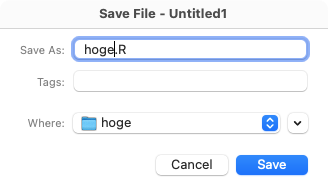 Save File - Untitled1
Save As: hoge.R
Tags:
Where: hoge
Cancel Save